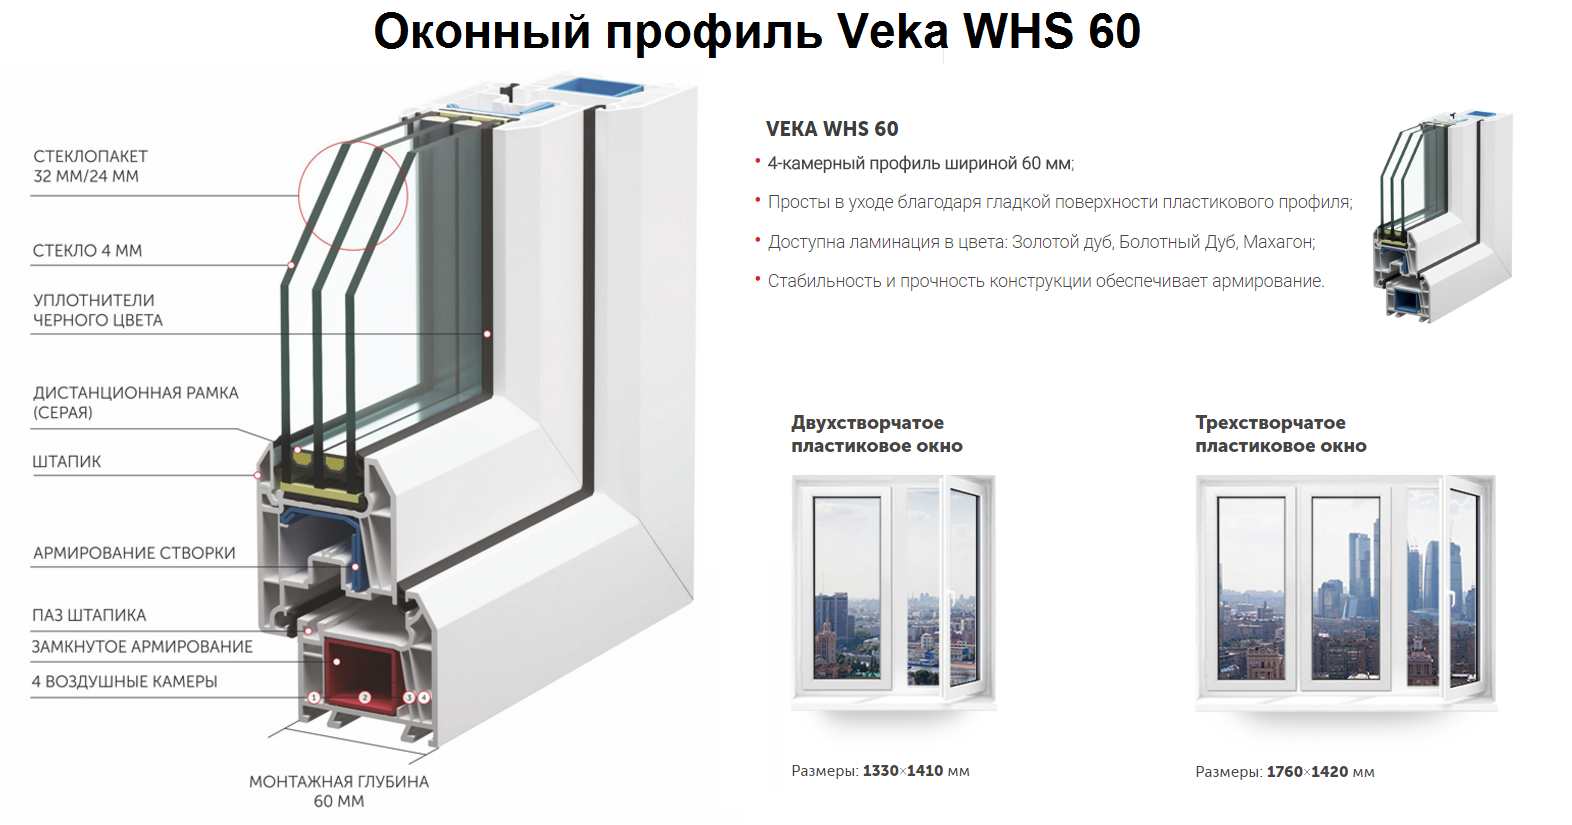 Оконный профиль Veka WHS 60
СТЕКЛОПАКЕТ
32 ММ/24 ММ
СТЕКЛО 4 ММ
УПЛОТНИТЕЛИ
ЧЕРНОГО ЦВЕТА
ДИСТАНЦИОННАЯ РАМКА
(СЕРАЯ)
ШТАПИК
АРМИРОВАНИЕ СТВОРКИ
ПАЗ ШТАПИКА
ЗАМКНУТОЕ АРМИРОВАНИЕ
4 ВОЗДУШНЫЕ КАМЕРЫ
1 2 3 4
МОНТАЖНАЯ ГЛУБИНА
60 ММ
VEKA WHS 60
• 4-камерный профиль шириной 60 мм;
• Просты в уходе благодаря гладкой поверхности пластикового профиля;
• Доступна ламинация в цвета: Золотой дуб, Болотный Дуб, Махагон;
• Стабильность и прочность конструкции обеспечивает армирование.
Двухстворчатое
пластиковое окно
Размеры: 1330×1410 мм
Трехстворчатое
пластиковое окно
Размеры: 1760×1420 мм